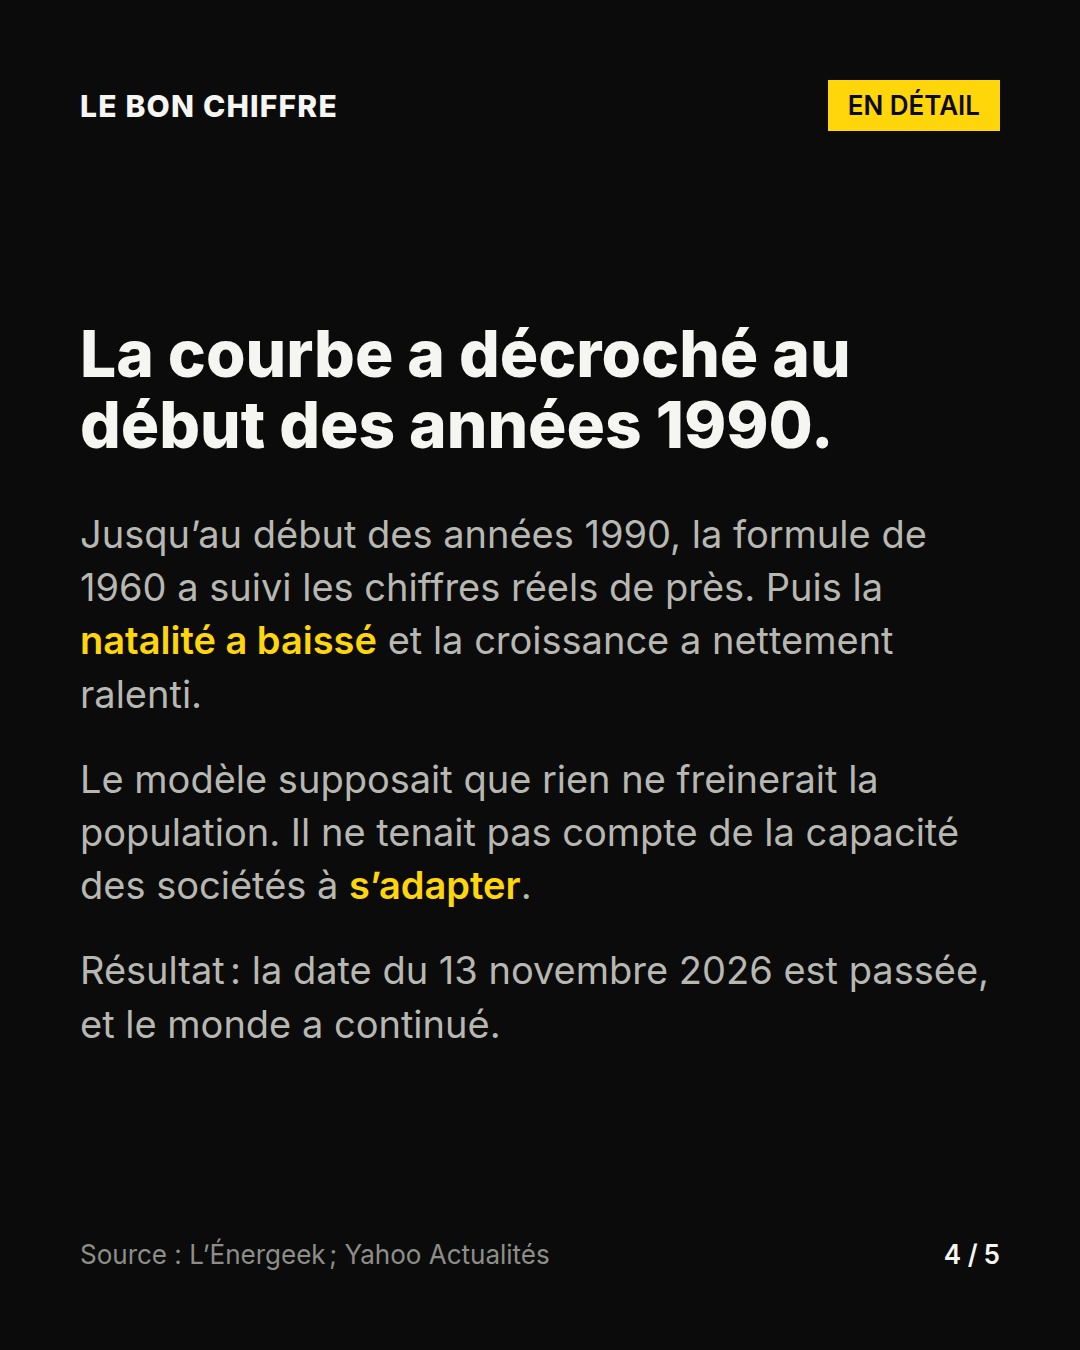 LE BON CHIFFRE
EN DÉTAIL
La courbe a décroché au
début des années 1990.
Jusqu’au début des années 1990, la formule de
1960 a suivi les chiffres réels de près. Puis la
natalité a baissé et la croissance a nettement
ralenti.
Le modèle supposait que rien ne freinerait la
population. Il ne tenait pas compte de la capacité
des sociétés à s’adapter.
Résultat : la date du 13 novembre 2026 est passée,
et le monde a continué.
Source : L’Énergeek ; Yahoo Actualités
4 / 5